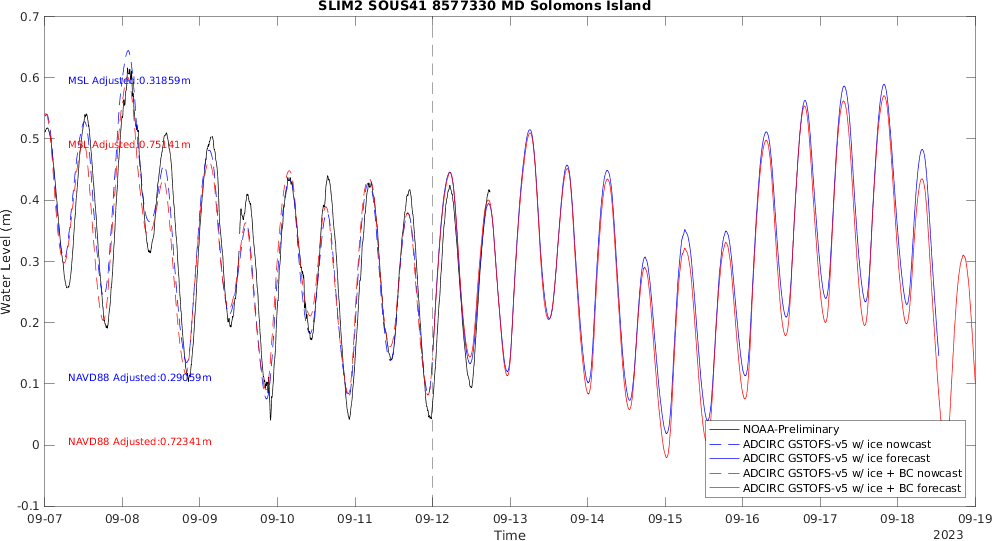 SLIM2 SOUS41 8577330 MD Solomons Island
0.7
0.6
0.5
0.4
0.3
0.2
0.1
0
-0.1
Water Level (m)
MSL Adjusted:0.31859m
MSL Adjusted:0.75141m
NAVD88 Adjusted:0.29059m
NAVD88 Adjusted:0.72341m
NOAA-Preliminary
ADCIRC GSTOFS-v5 w/ ice nowcast
ADCIRC GSTOFS-v5 w/ ice forecast
ADCIRC GSTOFS-v5 w/ ice + BC nowcast
ADCIRC GSTOFS-v5 w/ ice + BC forecast
09-07 09-08 09-09 09-10 09-11 09-12 09-13 09-14 09-15 09-16 09-17 09-18 09-19
Time
2023